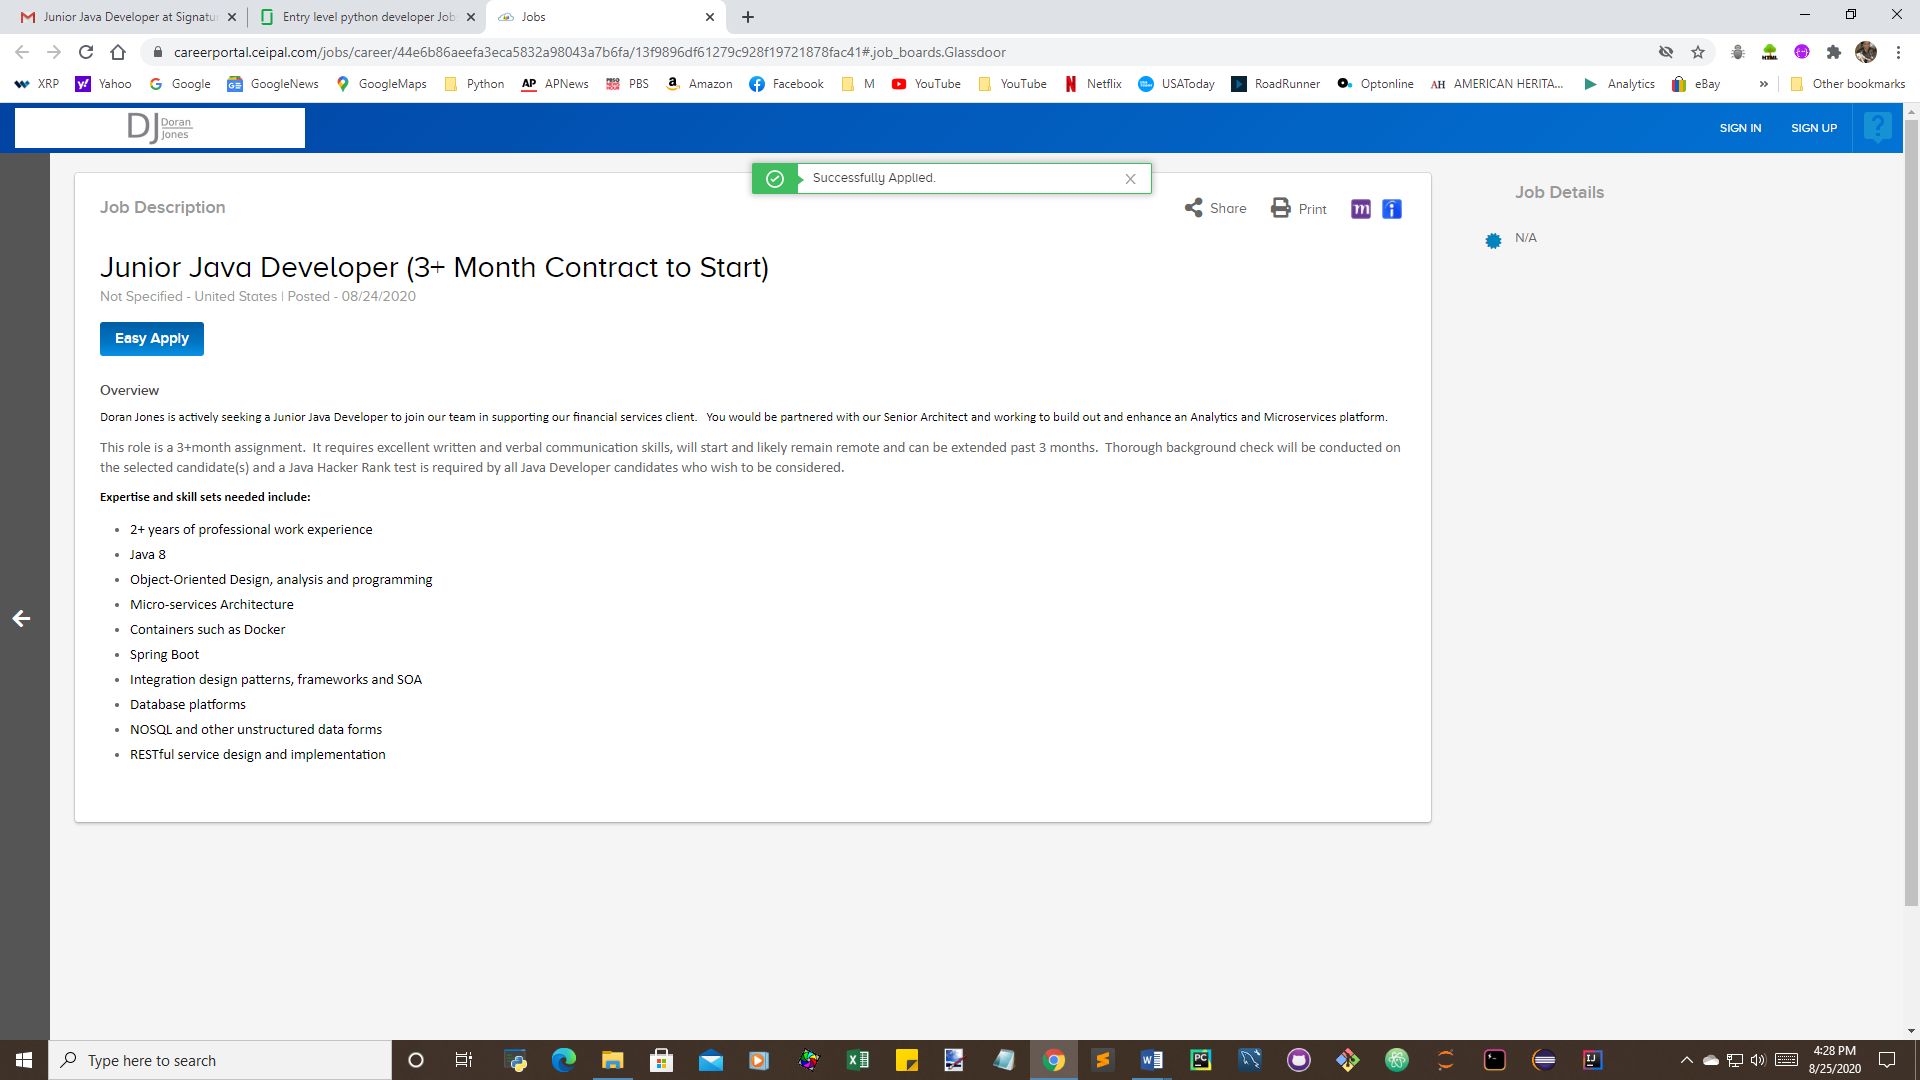 Junior Java Developer at Signatu
Entry level python developer Job
Jobs
careerportal.ceipal.com/jobs/career/44e6b86aeefa3eca5832a98043a7b6fa/13f9896df61279c928f19721878fac41#.job_boards.Glassdoor
XRP Yahoo Google GoogleNews GoogleMaps Python APNews PBS Amazon Facebook M YouTube YouTube Netflix USAToday RoadRunner Optonline AH AMERICAN HERITA... Analytics eBay » Other bookmarks
DJ Doran
Jones
SIGN IN SIGN UP ?
Successfully Applied.
Job Description
Share Print m i
Job Details
N/A
Junior Java Developer (3+ Month Contract to Start)
Not Specified - United States | Posted - 08/24/2020
Easy Apply
Overview
Doran Jones is actively seeking a Junior Java Developer to join our team in supporting our financial services client. You would be partnered with our Senior Architect and working to build out and enhance an Analytics and Microservices platform.
This role is a 3+month assignment. It requires excellent written and verbal communication skills, will start and likely remain remote and can be extended past 3 months. Thorough background check will be conducted on
the selected candidate(s) and a Java Hacker Rank test is required by all Java Developer candidates who wish to be considered.
Expertise and skill sets needed include:
• 2+ years of professional work experience
• Java 8
• Object-Oriented Design, analysis and programming
• Micro-services Architecture
• Containers such as Docker
• Spring Boot
• Integration design patterns, frameworks and SOA
• Database platforms
• NOSQL and other unstructured data forms
• RESTful service design and implementation
Type here to search
4:28 PM
8/25/2020